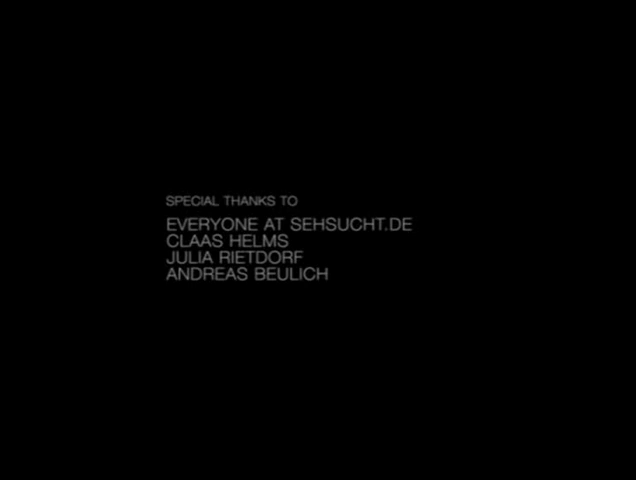 SPECIAL THANKS TO
EVERYONE AT SEHSUCHT.DE
CLAAS HELMS
JULIA RIETDORF
ANDREAS BEULICH